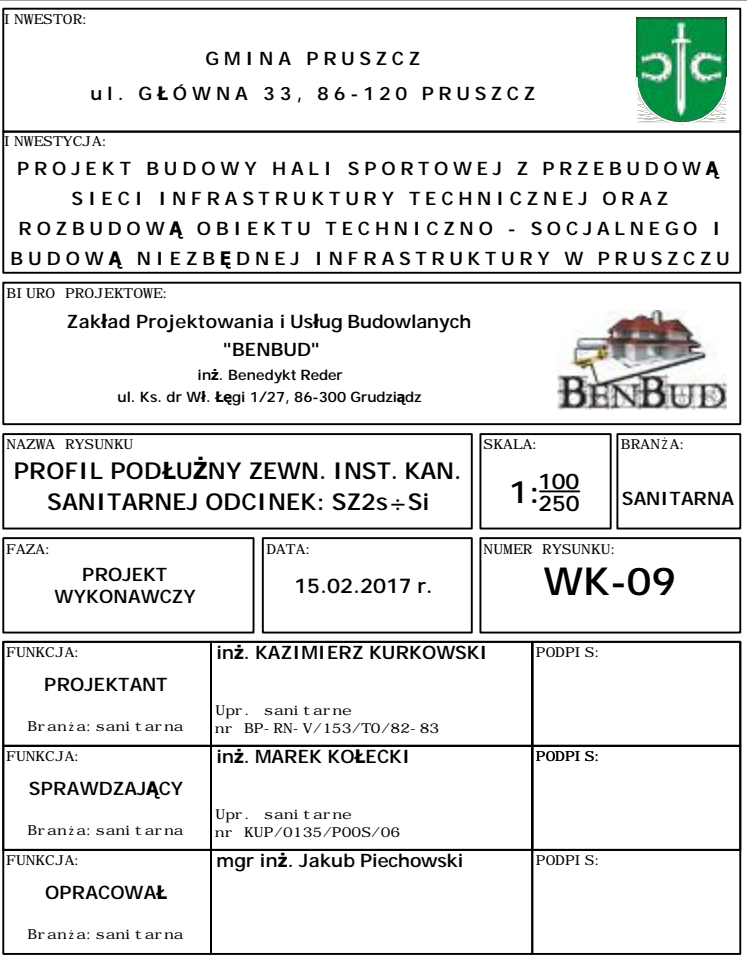 INWESTOR:
GMINA PRUSZCZ
ul. GŁÓWNA 33, 86-120 PRUSZCZ
INWESTYCJA:
PROJEKT BUDOWY HALI SPORTOWEJ Z PRZEBUDOWĄ
SIECI INFRASTRUKTURY TECHNICZNEJ ORAZ
ROZBUDOWĄ OBIEKTU TECHNICZNO - SOCJALNEGO I
BUDOWĄ NIEZBĘDNEJ INFRASTRUKTURY W PRUSZCZU
BIURO PROJEKTOWE:
Zakład Projektowania i Usług Budowlanych
"BENBUD"
inż. Benedykt Reder
ul. Ks. dr Wł. Łęgi 1/27, 86-300 Grudziądz
BENBUD
NAZWA RYSUNKU
PROFIL PODŁUŻNY ZEWN. INST. KAN.
SANITARNEJ ODCINEK: SZ2s÷Si
SKALA:
1:100/250
BRANŻA:
SANITARNA
FAZA:
PROJEKT
WYKONAWCZY
DATA:
15.02.2017 r.
NUMER RYSUNKU:
WK-09
FUNKCJA:
PROJEKTANT
Branża: sanitarna
inż. KAZIMIERZ KURKOWSKI
Upr. sanitarne
nr BP-RN-V/153/TO/82-83
PODPIS:
FUNKCJA:
SPRAWDZAJĄCY
Branża: sanitarna
inż. MAREK KOŁECKI
Upr. sanitarne
nr KUP/0135/POOS/06
PODPIS:
FUNKCJA:
OPRACOWAŁ
Branża: sanitarna
mgr inż. Jakub Piechowski
PODPIS: